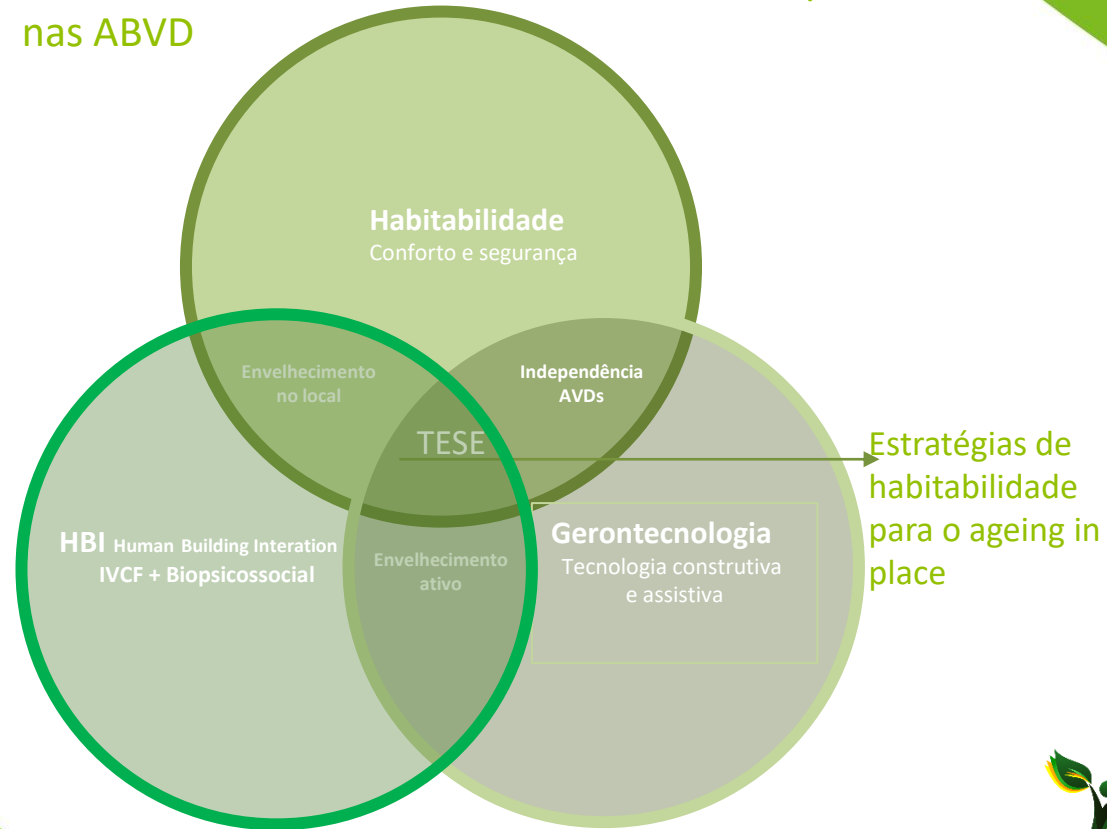 nas ABVD
Habitabilidade
Conforto e segurança
Envelhecimento
no local
Independência
AVDs
TESE
Estratégias de
habitabilidade
para o ageing in
place
HBI Human Building Interation
IVCF + Biopsicossocial
Envelhecimento
ativo
Gerontecnologia
Tecnologia construtiva
e assistiva